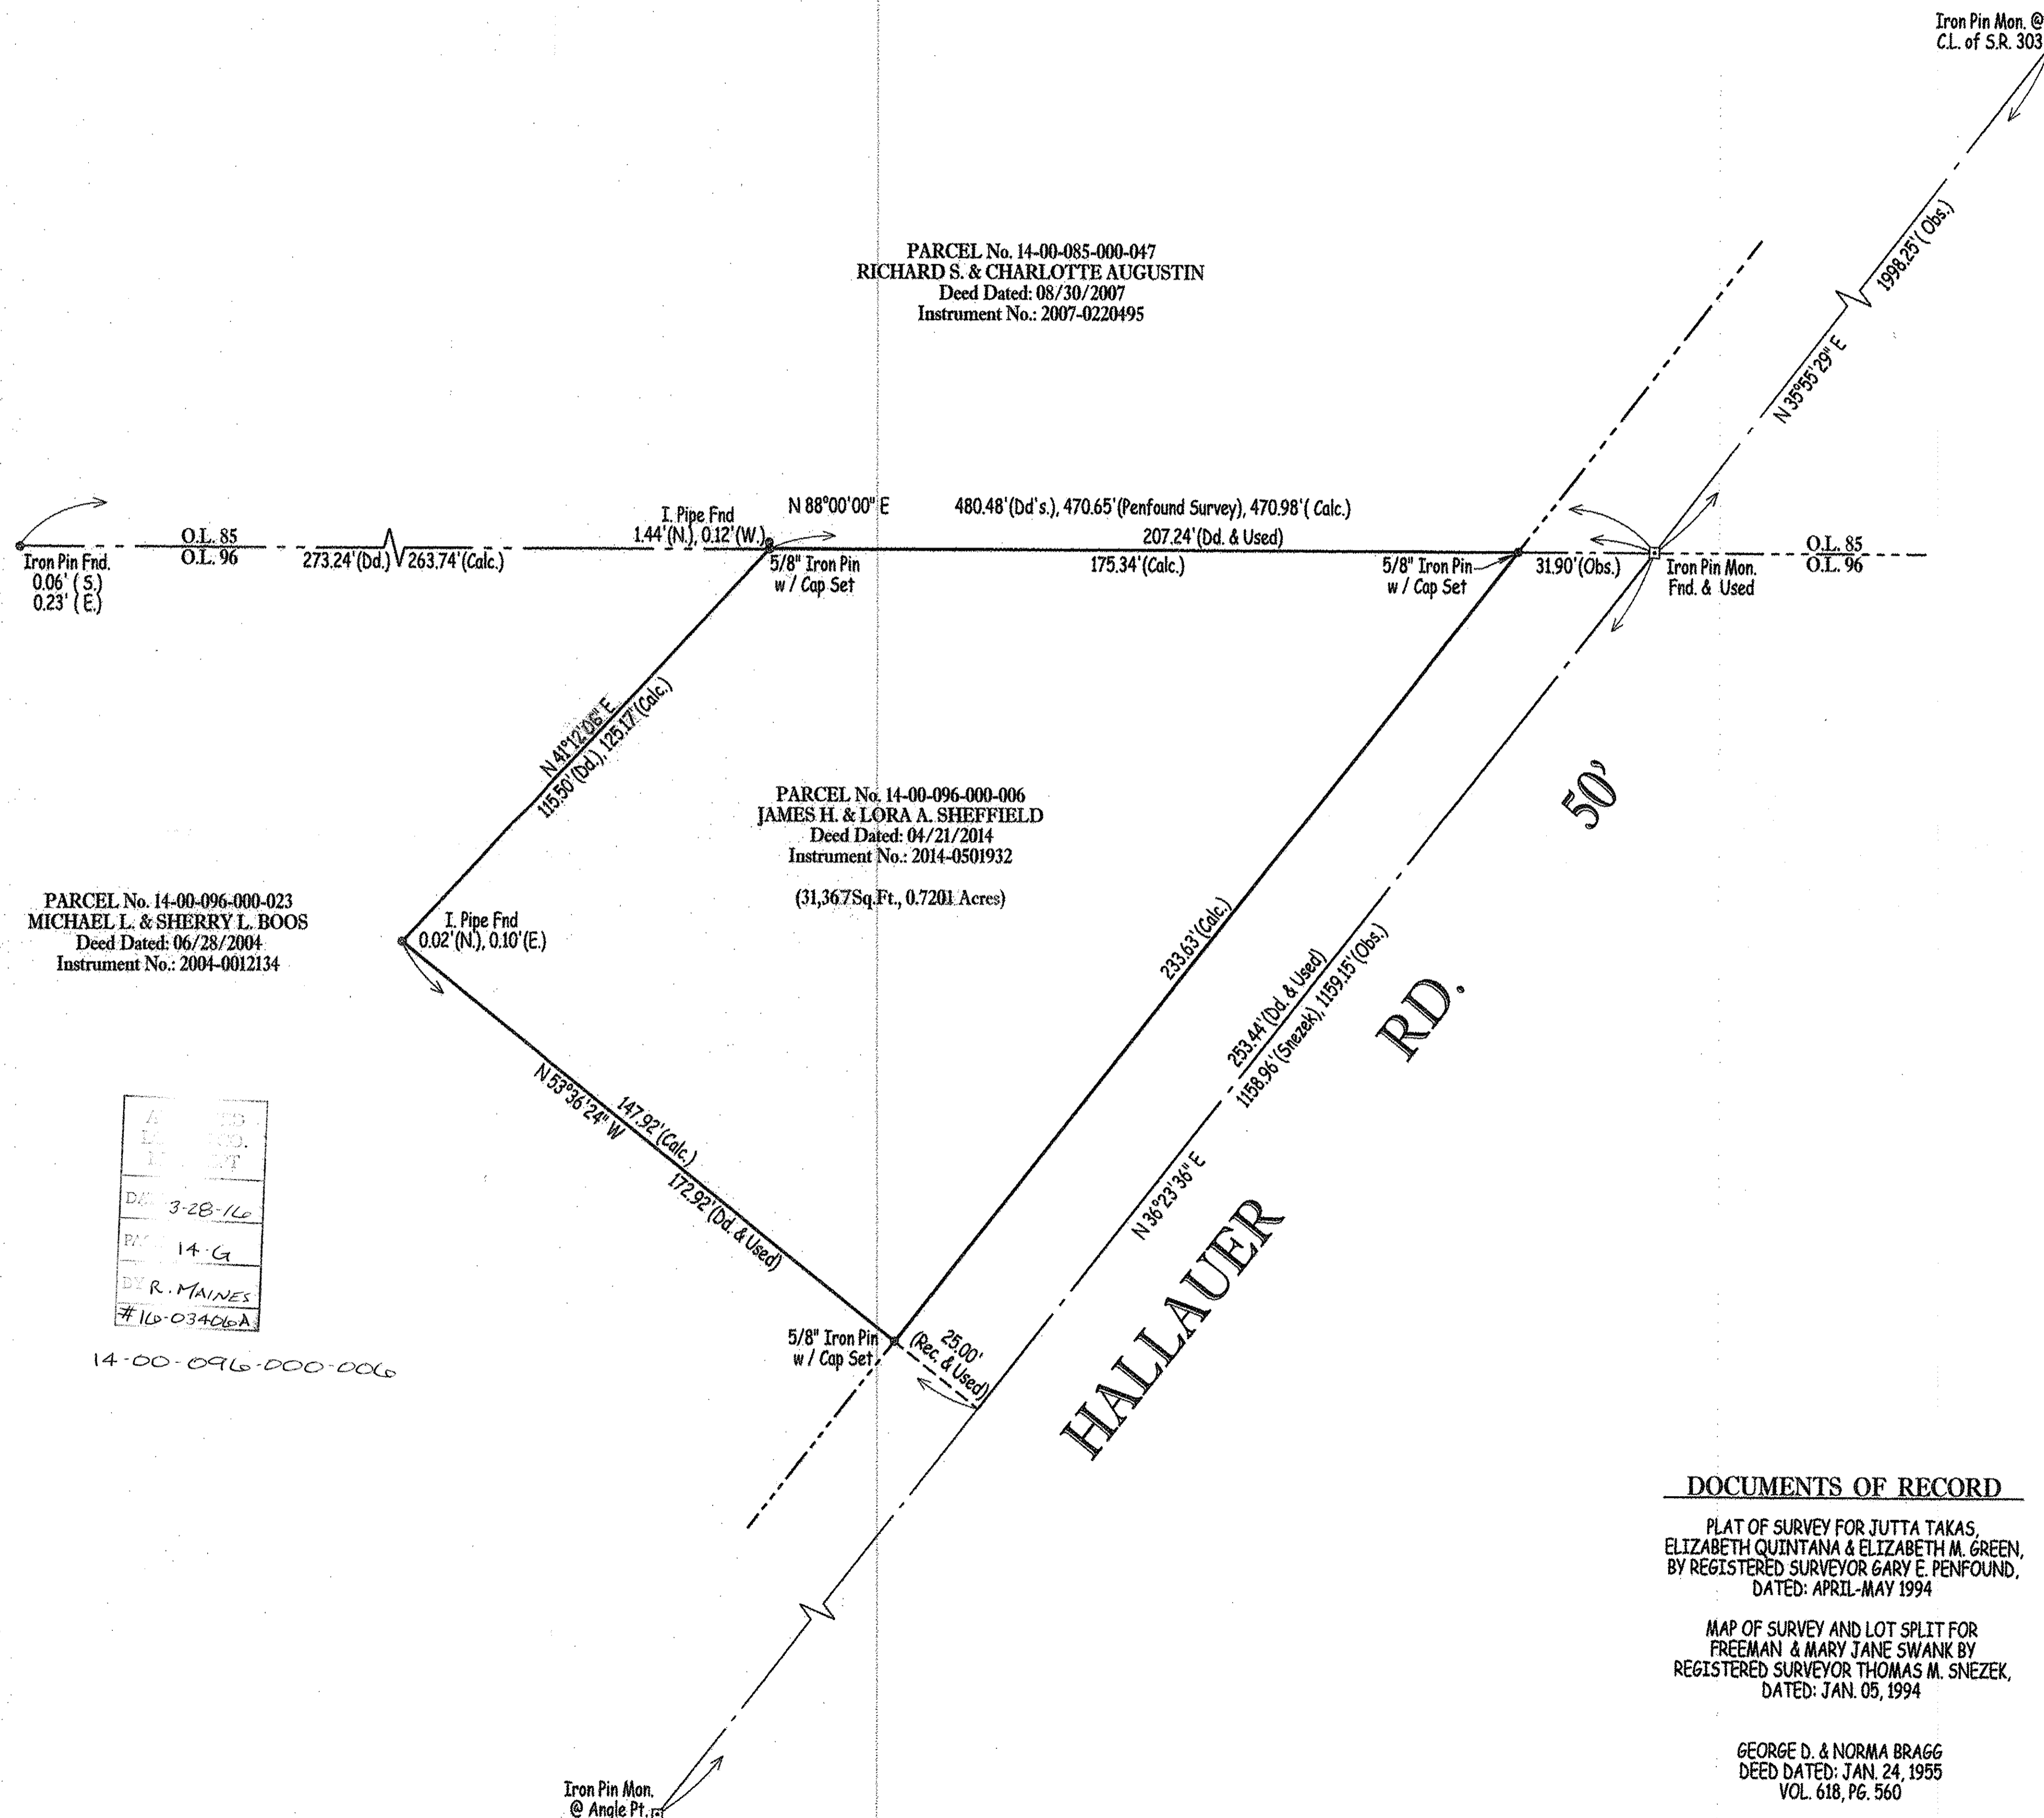 Iron Pin Mon. @
C.L. of S.R. 303
1998.25'( Obs.)
N 35°55'29" E
PARCEL No. 14-00-085-000-047
RICHARD S. & CHARLOTTE AUGUSTIN
Deed Dated: 08/30/2007
Instrument No.: 2007-0220495
N 88°00'00" E
480.48'(Dd's.), 470.65'(Penfound Survey), 470.98'( Calc.)
I. Pipe Fnd
1.44'(N.), 0.12'(W.)
207.24'(Dd. & Used)
O.L. 85
O.L. 96
Iron Pin Fnd.
0.06' ( S.)
0.23' ( E.)
273.24'(Dd.)
263.74'(Calc.)
5/8" Iron Pin
w / Cap Set
175.34'(Calc.)
5/8" Iron Pin
w / Cap Set
31.90'(Obs.)
Iron Pin Mon.
Fnd. & Used
O.L. 85
O.L. 96
N 41°12'06" E
115.50'(Dd.), 125.17'(Calc.)
PARCEL No. 14-00-096-000-006
JAMES H. & LORA A. SHEFFIELD
Deed Dated: 04/21/2014
Instrument No.: 2014-0501932
(31,367Sq.Ft., 0.7201 Acres)
50'
PARCEL No. 14-00-096-000-023
MICHAEL L. & SHERRY L. BOOS
Deed Dated: 06/28/2004
Instrument No.: 2004-0012134
I. Pipe Fnd
0.02'(N.), 0.10'(E.)
233.63'(Calc.)
253.44'(Dd. & Used)
1158.96'(Snezek), 1159.15'(Obs.)
RD.
147.92'(Calc.)
N 53°36'24" W
172.92'(Dd. & Used)
N 36°23'36" E
HALLAUER
3-28-16
14-G
BY R. MAINES
#16-03406A
14-00-096-000-006
5/8" Iron Pin
w / Cap Set
25.00'
(Rec. & Used)
DOCUMENTS OF RECORD
PLAT OF SURVEY FOR JUTTA TAKAS,
ELIZABETH QUINTANA & ELIZABETH M. GREEN,
BY REGISTERED SURVEYOR GARY E. PENFOUND,
DATED: APRIL-MAY 1994
MAP OF SURVEY AND LOT SPLIT FOR
FREEMAN & MARY JANE SWANK BY
REGISTERED SURVEYOR THOMAS M. SNEZEK,
DATED: JAN. 05, 1994
GEORGE D. & NORMA BRAGG
DEED DATED: JAN. 24, 1955
VOL. 618, PG. 560
Iron Pin Mon.
@ Angle Pt.